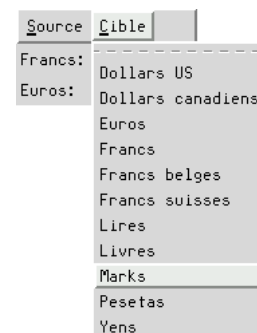 Source Cible
Francs:
Euros:
Dollars US
Dollars canadiens
Euros
Francs
Francs belges
Francs suisses
Lires
Livres
Marks
Pesetas
Yens